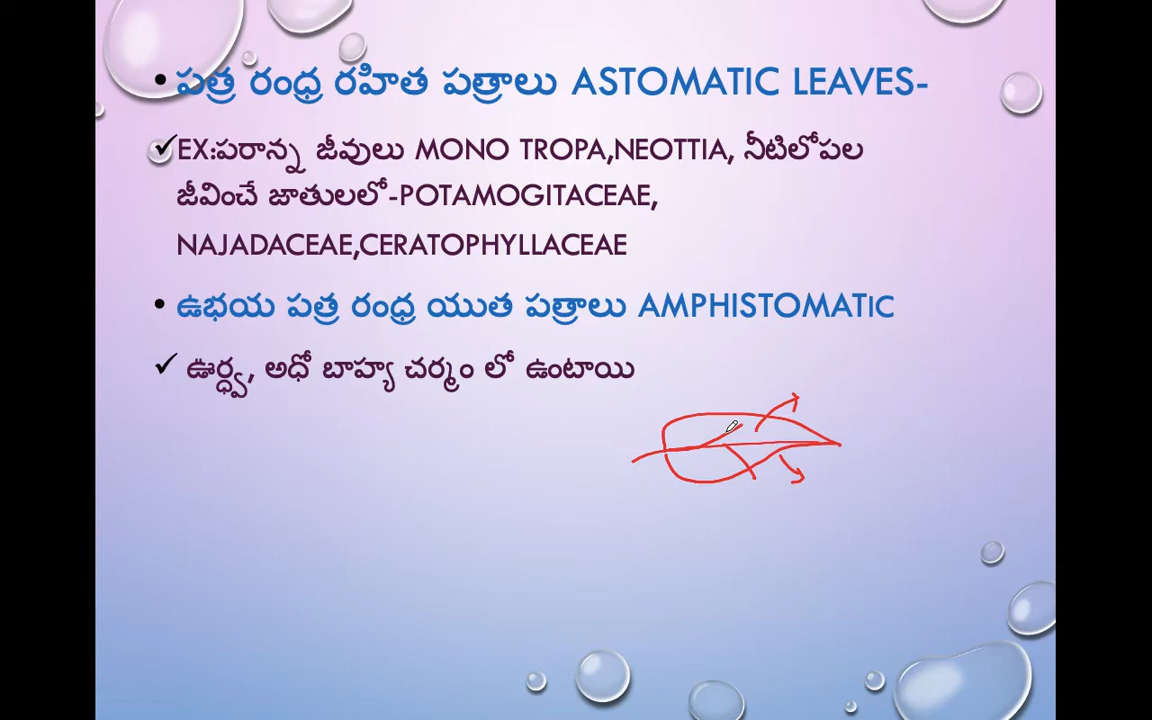 • పత్ర రంధ్ర రహిత పత్రాలు ASTOMATIC LEAVES-
✓EX:పరాన్న జీవులు MONO TROPA,NEOTTIA, నీటిలోపల
జీవించే జాతులలో-POTAMOGITACEAE,
NAJADACEAE,CERATOPHYLLACEAE
• ఉభయ పత్ర రంధ్ర యుత పత్రాలు AMPHISTOMATIC
✓ ఊర్ధ్వ, అధో బాహ్య చర్మం లో ఉంటాయి